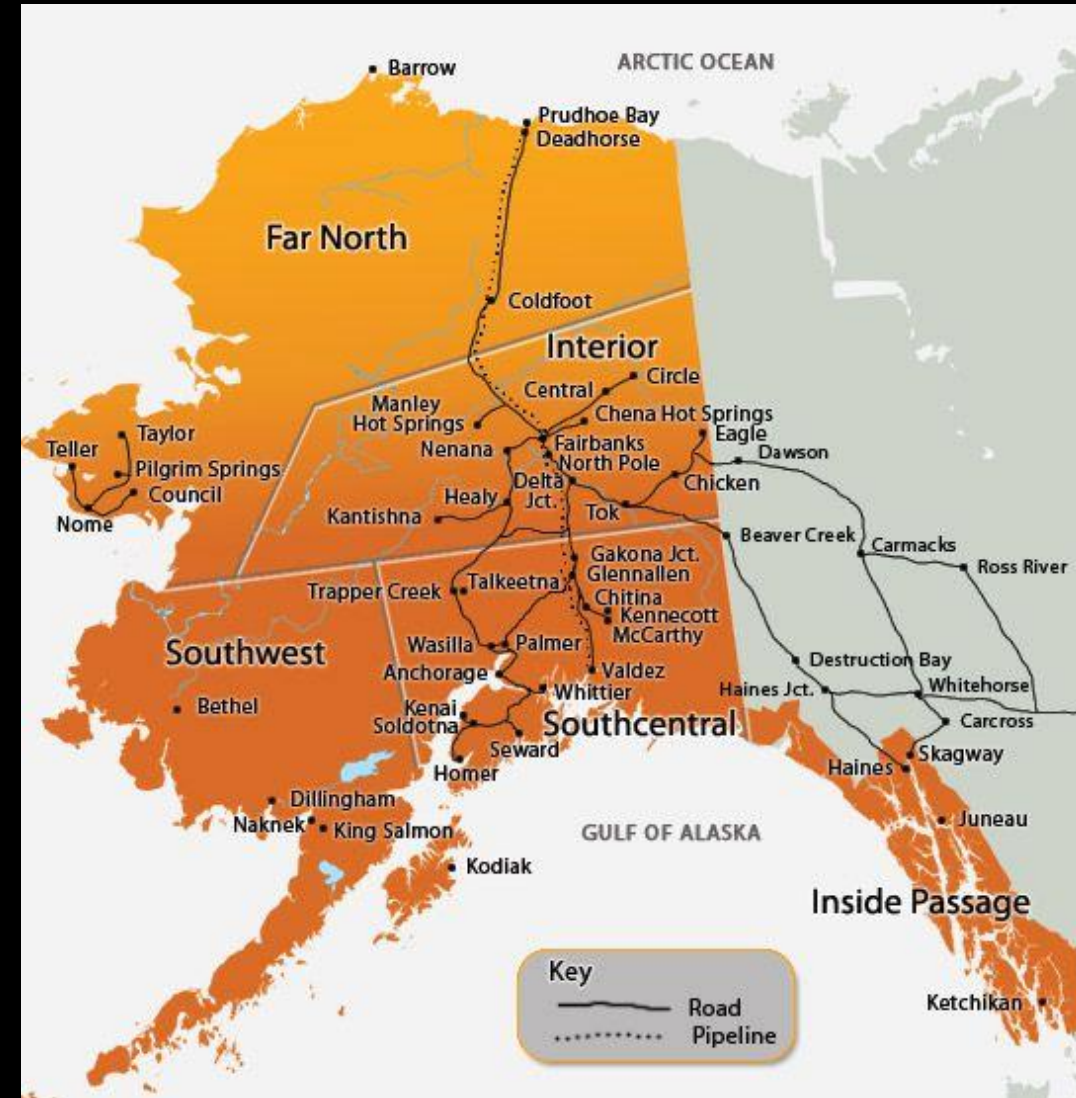 Barrow
ARCTIC OCEAN
Prudhoe Bay
Deadhorse
Far North
Coldfoot
Interior
Circle
Central
Manley
Hot Springs
Chena Hot Springs
Eagle
Taylor
Teller
Nenana
Fairbanks
North Pole
Dawson
Pilgrim Springs
Council
Delta
Jct.
Chicken
Healy
Tok
Kantishna
Nome
Beaver Creek
Carmacks
Ross River
Gakona Jct.
Glennallen
Talkeetna
Trapper Creek
Chitina
Kennecott
McCarthy
Wasilla
Palmer
Southwest
Anchorage
Valdez
Destruction Bay
Haines Jct.
Whitehorse
Whittier
Bethel
Kenai
Soldotna
Southcentral
Carcross
Seward
Skagway
Homer
Haines
Dillingham
Naknek
King Salmon
GULF OF ALASKA
Juneau
Kodiak
Inside Passage
Key
Road
Pipeline
Ketchikan